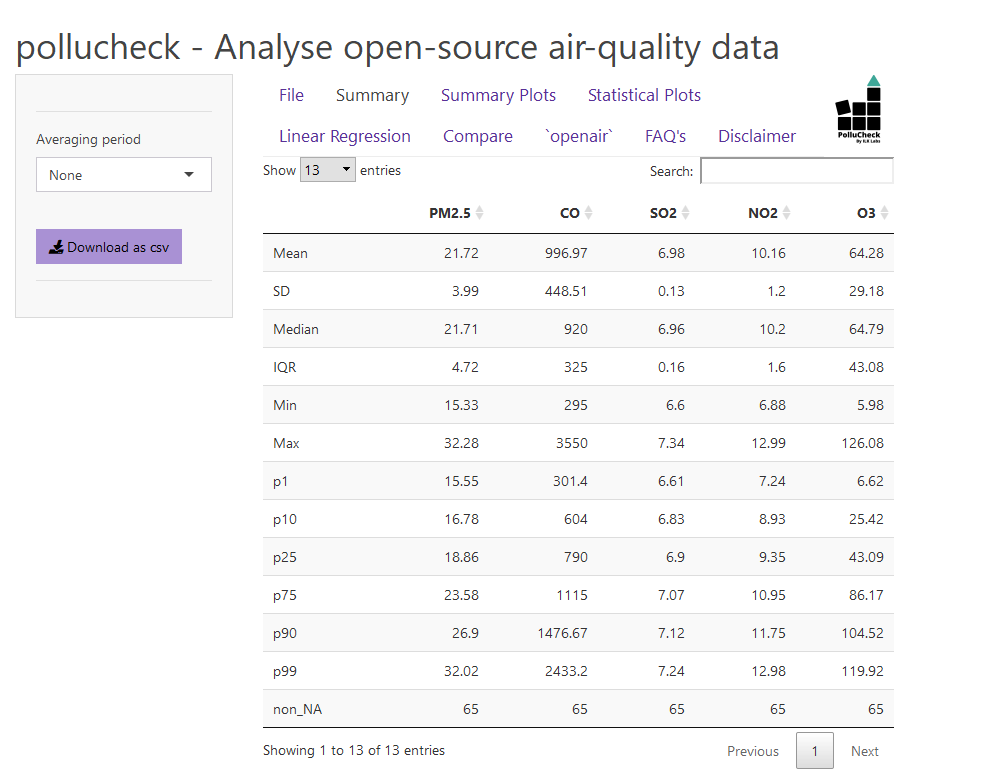 pollucheck - Analyse open-source air-quality data
Averaging period
None
Download as csv
File Summary Summary Plots Statistical Plots
Linear Regression Compare `openair` FAQ's Disclaimer
PolluCheck
By ILK Labs
Show 13 entries Search:
PM2.5 CO SO2 NO2 O3
Mean 21.72 996.97 6.98 10.16 64.28
SD 3.99 448.51 0.13 1.2 29.18
Median 21.71 920 6.96 10.2 64.79
IQR 4.72 325 0.16 1.6 43.08
Min 15.33 295 6.6 6.88 5.98
Max 32.28 3550 7.34 12.99 126.08
p1 15.55 301.4 6.61 7.24 6.62
p10 16.78 604 6.83 8.93 25.42
p25 18.86 790 6.9 9.35 43.09
p75 23.58 1115 7.07 10.95 86.17
p90 26.9 1476.67 7.12 11.75 104.52
p99 32.02 2433.2 7.24 12.98 119.92
non_NA 65 65 65 65 65
Showing 1 to 13 of 13 entries Previous 1 Next